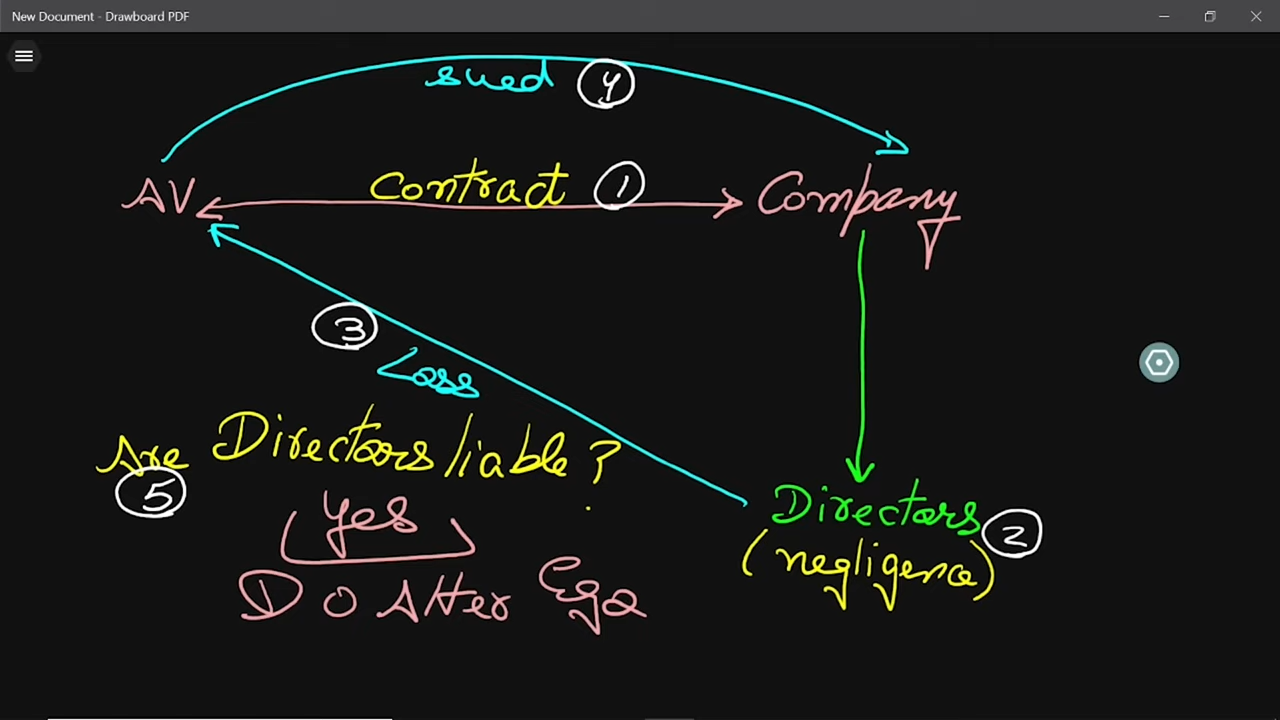 New Document - Drawboard PDF
sued 4
AV Contract 1 Company
3
Loss
Are Directors liable?
5
Yes
Directors 2
(negligence)
D O Alter Ego